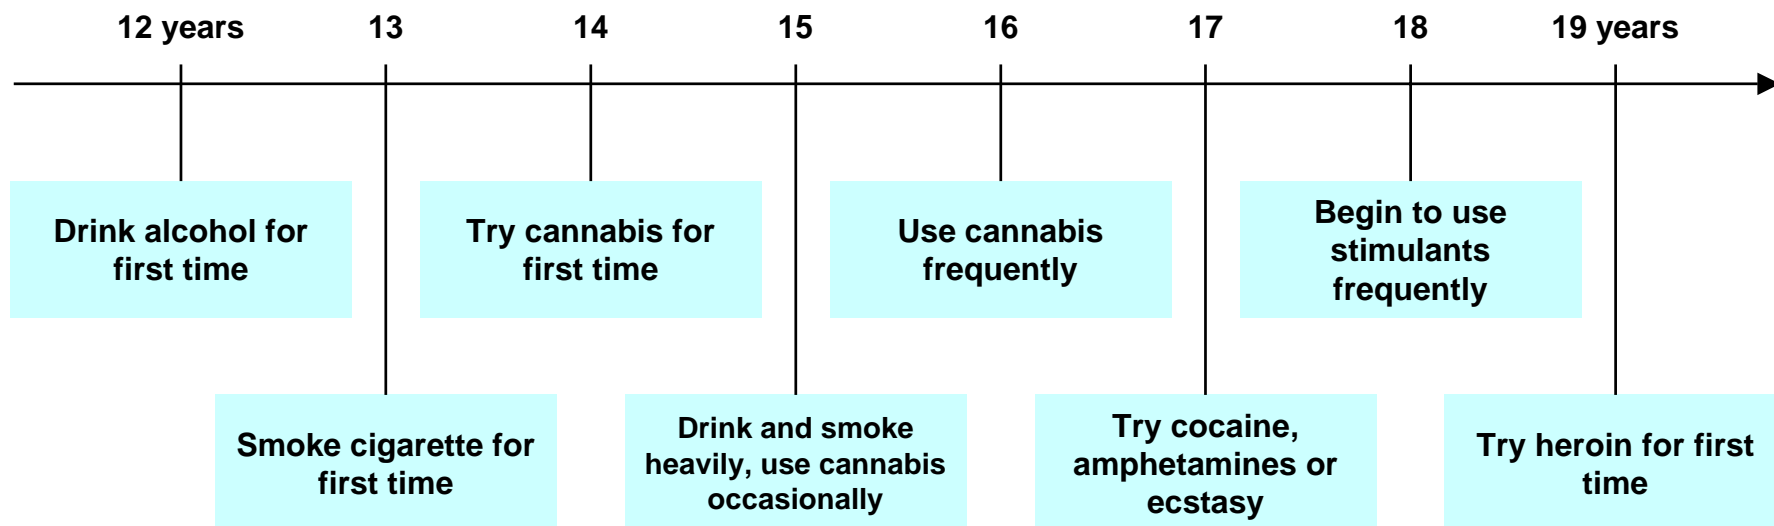 12 years 13 14 15 16 17 18 19 years
Drink alcohol for
first time
Smoke cigarette for
first time
Try cannabis for
first time
Drink and smoke
heavily, use cannabis
occasionally
Use cannabis
frequently
Try cocaine,
amphetamines or
ecstasy
Begin to use
stimulants
frequently
Try heroin for first
time